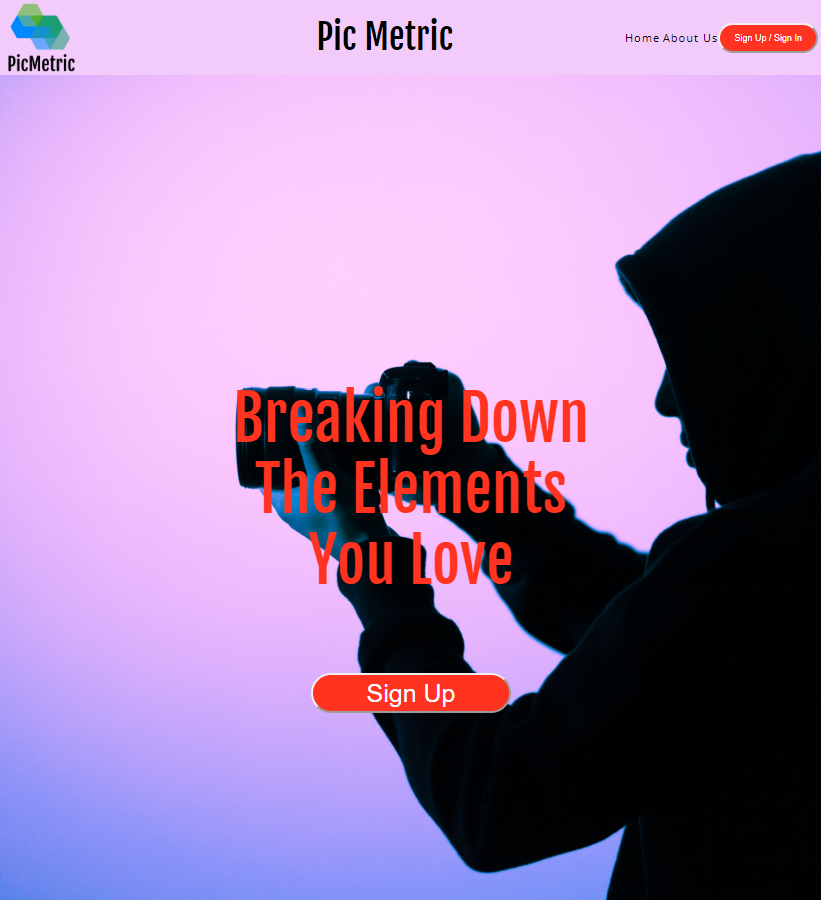 PicMetric
Pic Metric
Home About Us Sign Up / Sign In
Breaking Down
The Elements
You Love
Sign Up